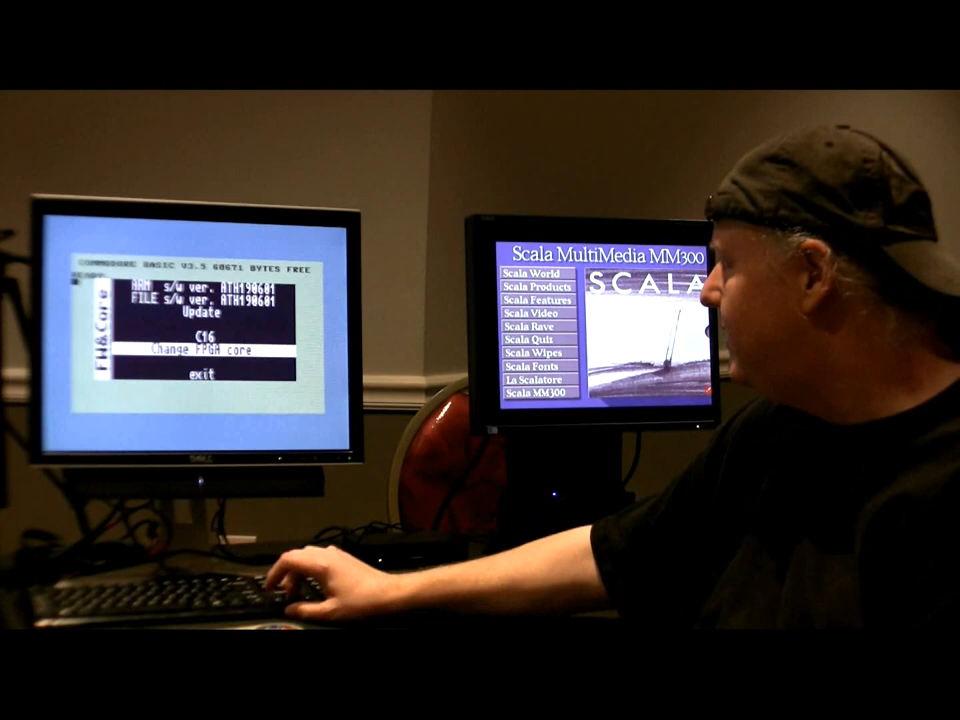 COMMODORE BASIC V3.5 60671 BYTES FREE
READY.
FW&Core
ARM s/w ver. ATH190601
FILE s/w ver. ATH190601
Update
C16
Change FPGA core
exit
DELL
Scala MultiMedia MM300
Scala World
Scala Products
Scala Features
Scala Video
Scala Rave
Scala Quiz
Scala Wipes
Scala Fonts
La Scalatore
Scala MM300
SCALA